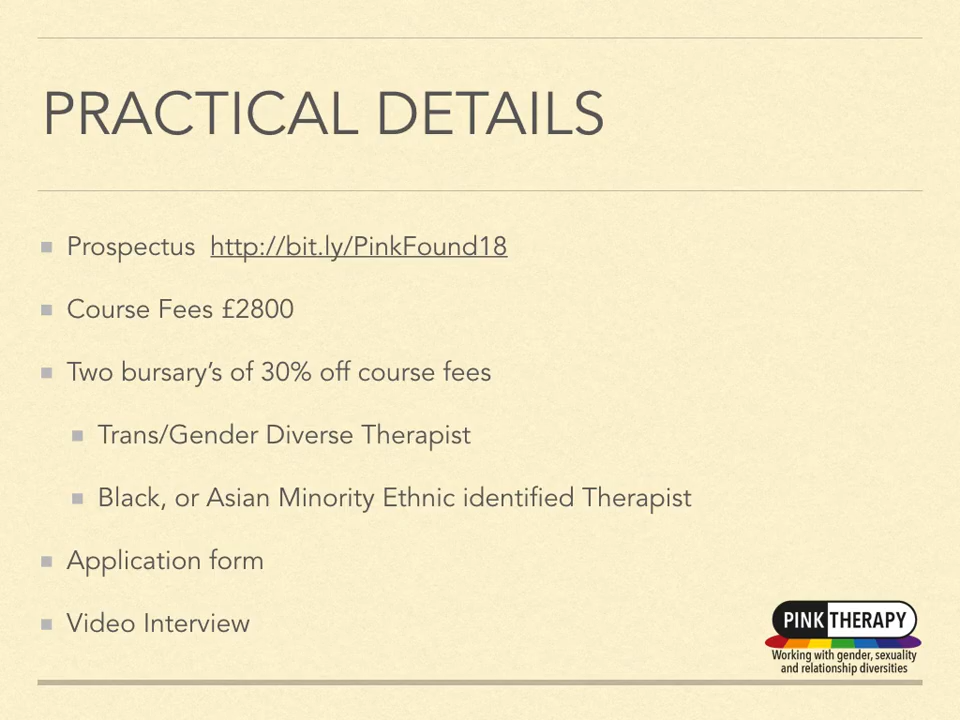 PRACTICAL DETAILS
Prospectus http://bit.ly/PinkFound18
Course Fees £2800
Two bursary’s of 30% off course fees
Trans/Gender Diverse Therapist
Black, or Asian Minority Ethnic identified Therapist
Application form
Video Interview
PINK THERAPY
Working with gender, sexuality
and relationship diversities